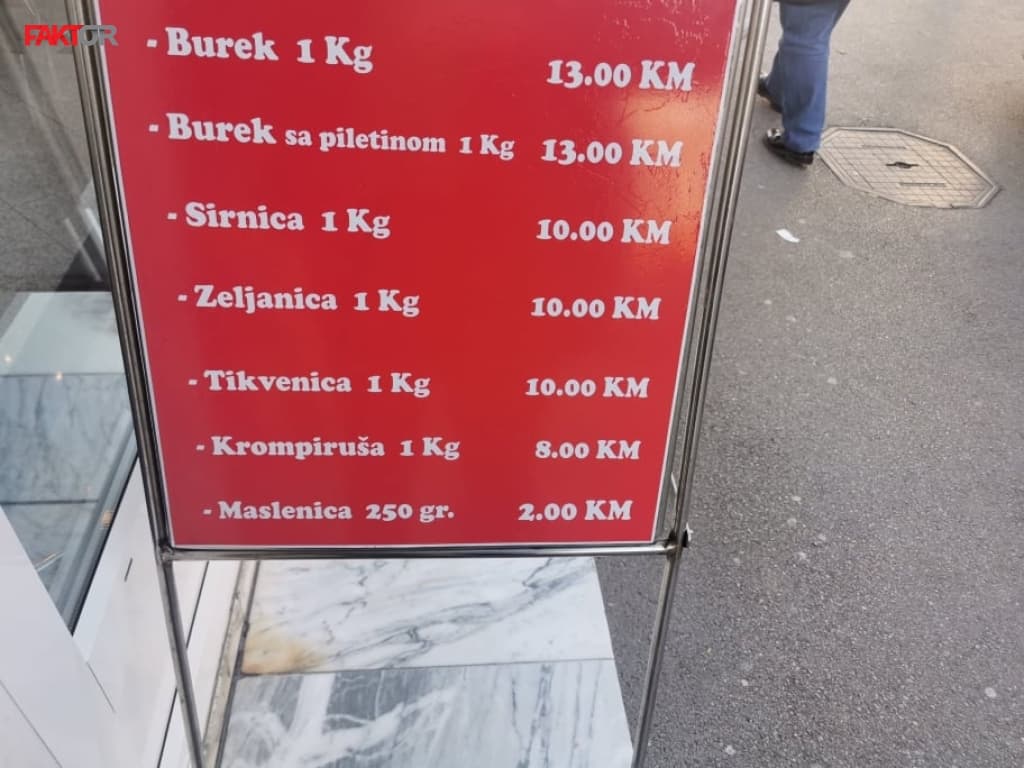 FAKTOR
- Burek 1 Kg 13.00 KM
- Burek sa piletinom 1 Kg 13.00 KM
- Sirnica 1 Kg 10.00 KM
- Zeljanica 1 Kg 10.00 KM
- Tikvenica 1 Kg 10.00 KM
- Krompiruša 1 Kg 8.00 KM
- Maslenica 250 gr. 2.00 KM